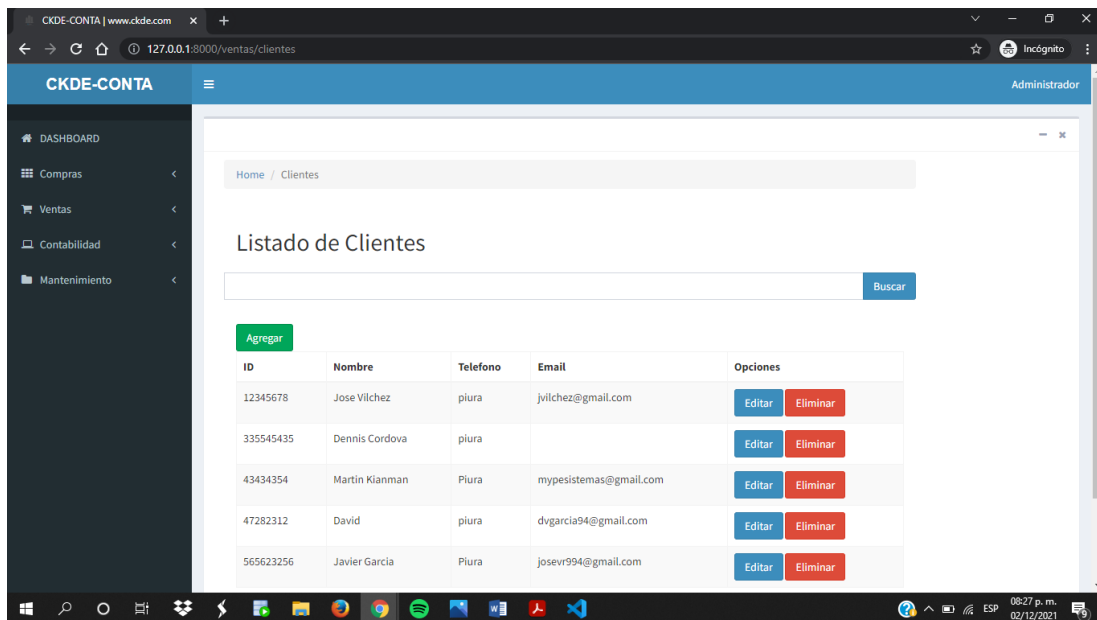 CKDE-CONTA | www.ckde.com
127.0.0.1:8000/ventas/clientes
Incógnito
CKDE-CONTA
Administrador
DASHBOARD
Compras
Ventas
Contabilidad
Mantenimiento
Home / Clientes
Listado de Clientes
Buscar
Agregar
ID Nombre Telefono Email Opciones
12345678 Jose Vilchez piura jvilchez@gmail.com Editar Eliminar
335545435 Dennis Cordova piura Editar Eliminar
43434354 Martin Kianman Piura mypesistemas@gmail.com Editar Eliminar
47282312 David piura dvgarcia94@gmail.com Editar Eliminar
565623256 Javier Garcia Piura josevr994@gmail.com Editar Eliminar
ESP
08:27 p. m.
02/12/2021
9